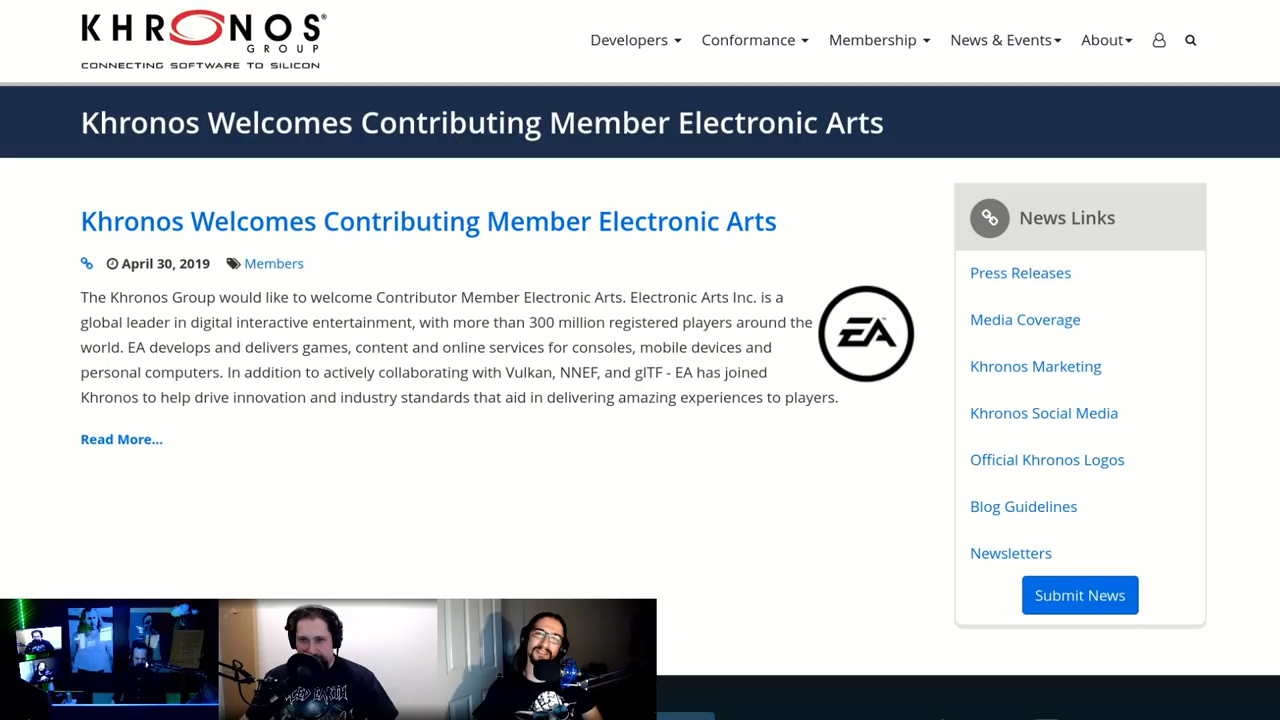 KHRONOS®
GROUP
CONNECTING SOFTWARE TO SILICON
Developers Conformance Membership News & Events About
Khronos Welcomes Contributing Member Electronic Arts
Khronos Welcomes Contributing Member Electronic Arts
April 30, 2019 Members
The Khronos Group would like to welcome Contributor Member Electronic Arts. Electronic Arts Inc. is a
global leader in digital interactive entertainment, with more than 300 million registered players around the
world. EA develops and delivers games, content and online services for consoles, mobile devices and
personal computers. In addition to actively collaborating with Vulkan, NNEF, and glTF - EA has joined
Khronos to help drive innovation and industry standards that aid in delivering amazing experiences to players.
EA™
Read More...
News Links
Press Releases
Media Coverage
Khronos Marketing
Khronos Social Media
Official Khronos Logos
Blog Guidelines
Newsletters
Submit News
ICED EARTH